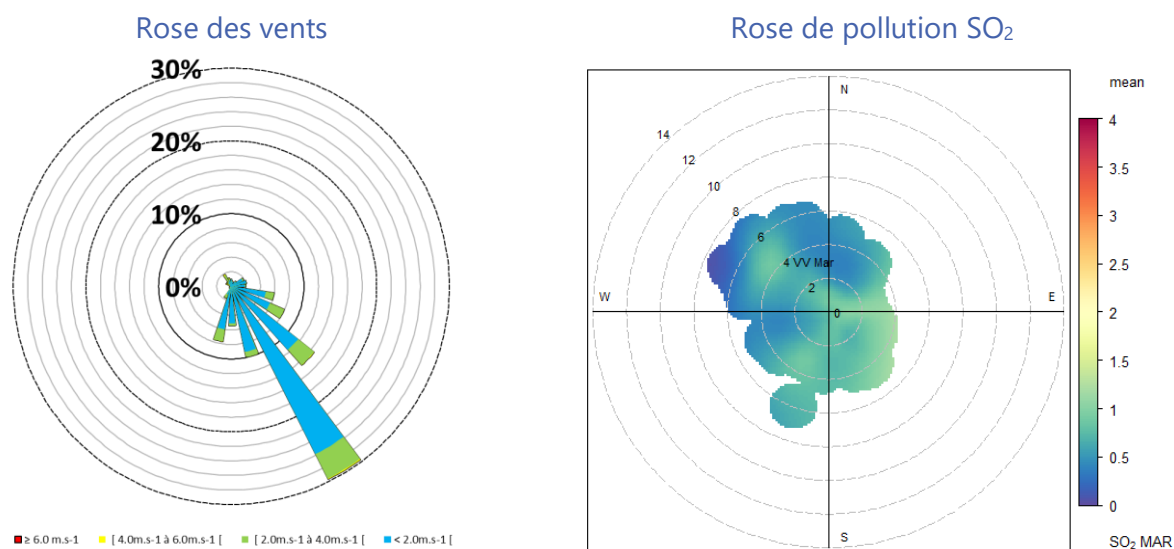 Rose des vents
30%
20%
10%
0%
≥ 6.0 m.s-1 [ 4.0m.s-1 à 6.0m.s-1 [ [ 2.0m.s-1 à 4.0m.s-1 [ < 2.0m.s-1 [
Rose de pollution SO₂
N
14
12
10
8
6
4 VV Mar
2
0
W
E
S
mean
4
3.5
3
2.5
2
1.5
1
0.5
0
SO₂ MAR